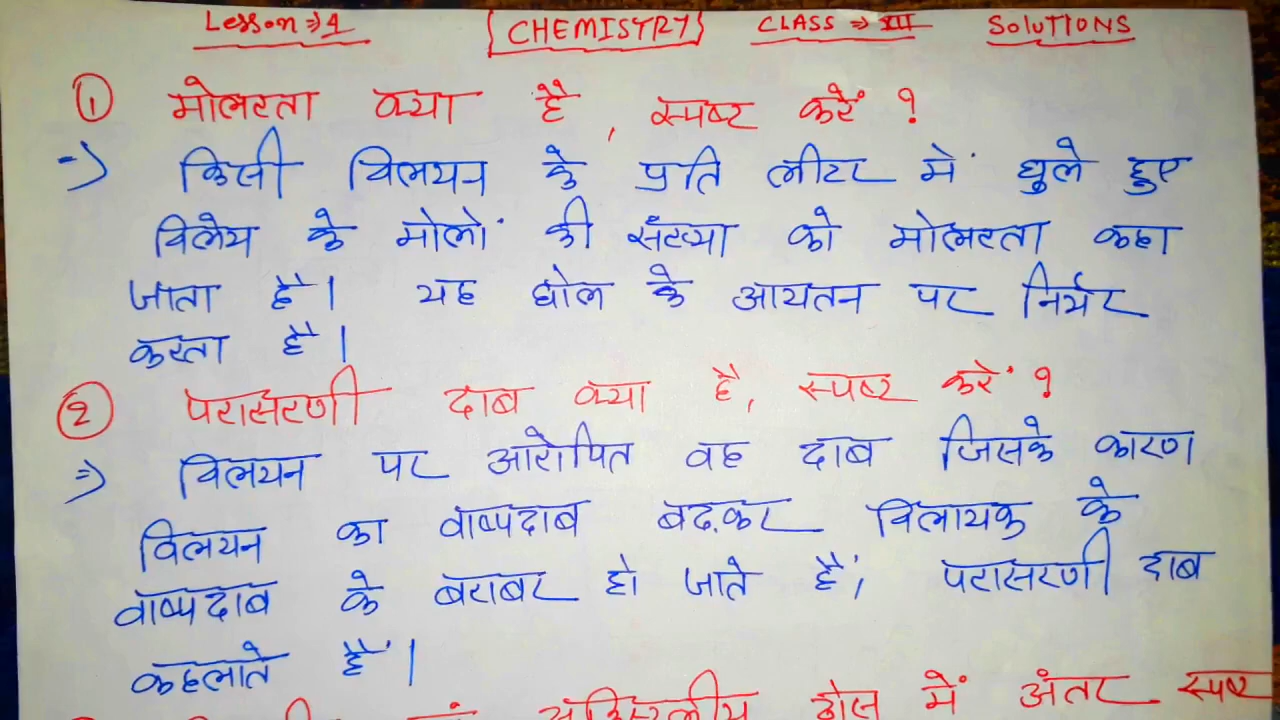 Lesson ⇒ 1 CHEMISTRY CLASS ⇒ XII SOLUTIONS
① मोलरता क्या है, स्पष्ट करें ?
⇒ किसी विलयन के प्रति लीटर में घुले हुए
विलेय के मोलों की संख्या को मोलरता कहा
जाता है। यह घोल के आयतन पर निर्भर
करता है।
② परासरणी दाब क्या है, स्पष्ट करें ?
⇒ विलयन पर आरोपित वह दाब जिसके कारण
विलयन का वाष्पदाब बढ़कर विलायक के
वाष्पदाब के बराबर हो जाते हैं, परासरणी दाब
कहलाते हैं।
ठोस में अंतर स्पष्ट